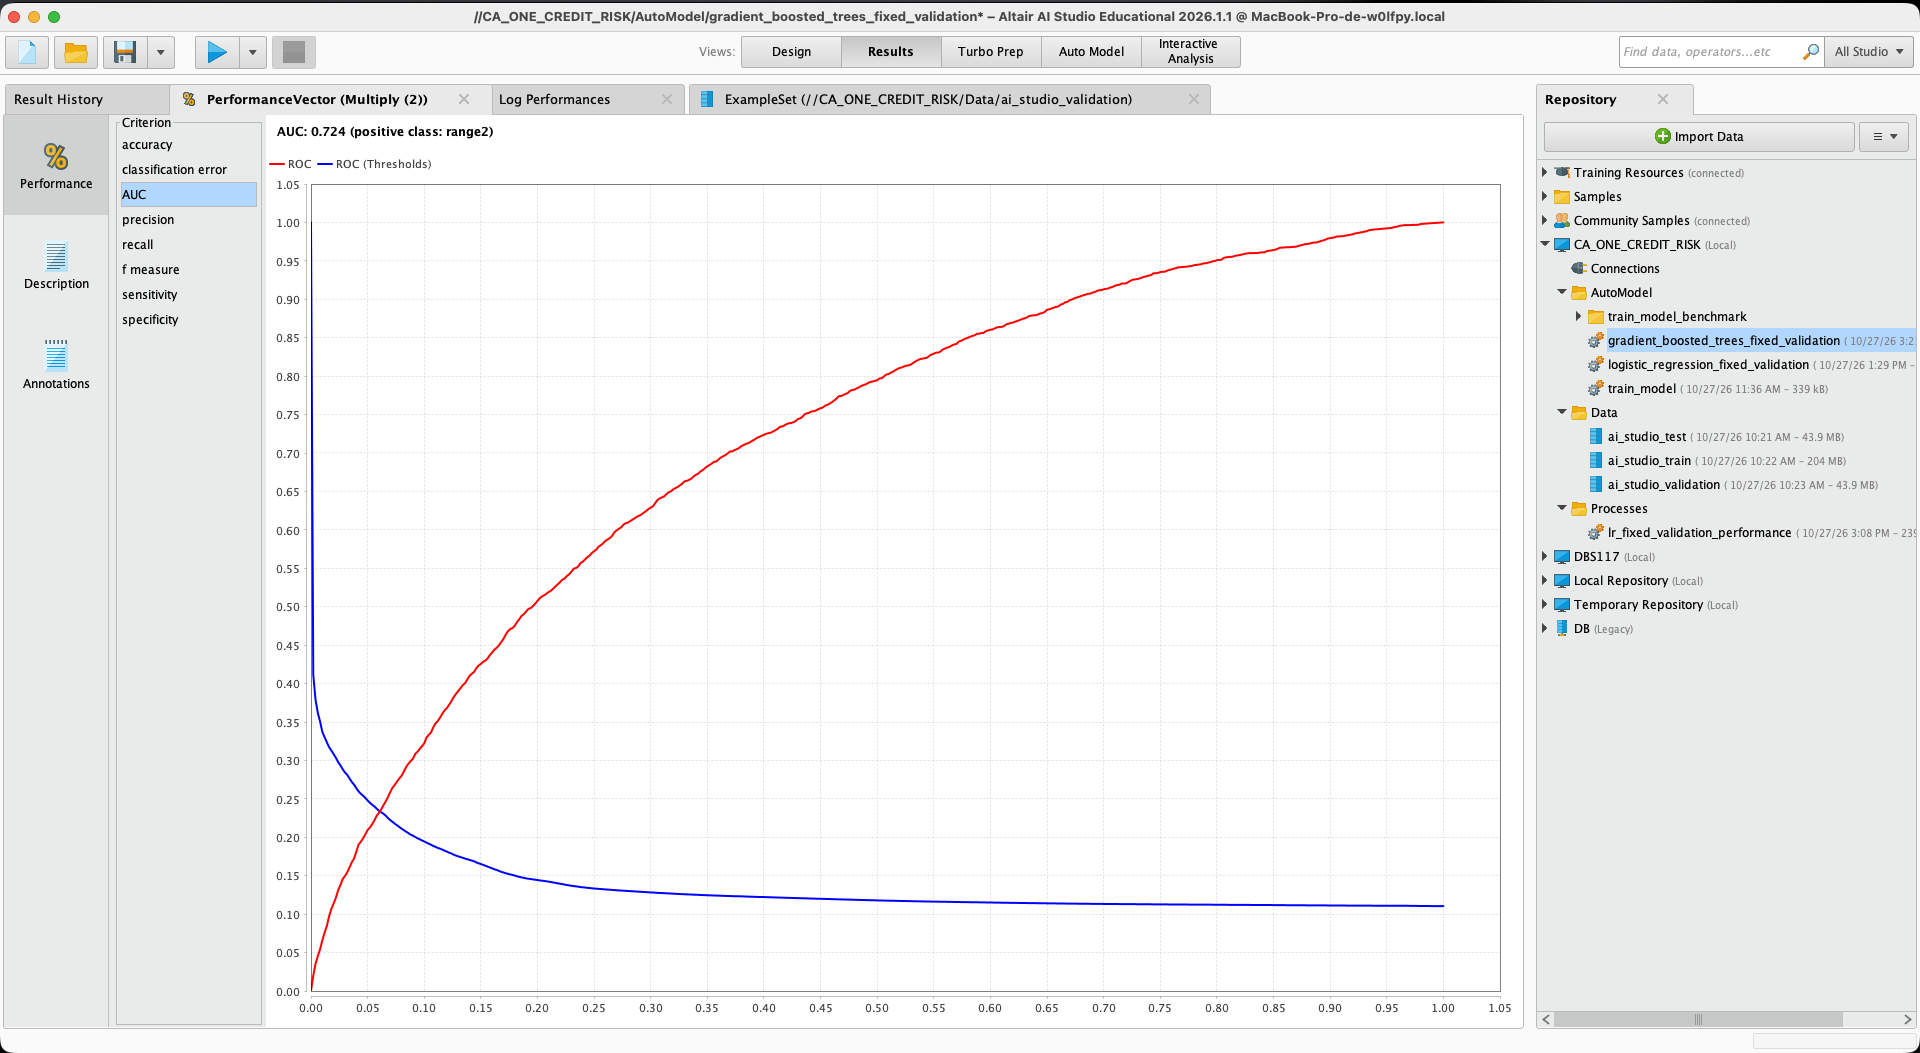 //CA_ONE_CREDIT_RISK/AutoModel/gradient_boosted_trees_fixed_validation* – Altair AI Studio Educational 2026.1.1 @ MacBook-Pro-de-w0lfpy.local
Views:
Design
Results
Turbo Prep
Auto Model
Interactive
Analysis
Find data, operators...etc
All Studio
Result History
PerformanceVector (Multiply (2))
Log Performances
ExampleSet (//CA_ONE_CREDIT_RISK/Data/ai_studio_validation)
Performance
Description
Annotations
Criterion
accuracy
classification error
AUC
precision
recall
f measure
sensitivity
specificity
AUC: 0.724 (positive class: range2)
ROC
ROC (Thresholds)
1.05
1.00
0.95
0.90
0.85
0.80
0.75
0.70
0.65
0.60
0.55
0.50
0.45
0.40
0.35
0.30
0.25
0.20
0.15
0.10
0.05
0.00
0.00 0.05 0.10 0.15 0.20 0.25 0.30 0.35 0.40 0.45 0.50 0.55 0.60 0.65 0.70 0.75 0.80 0.85 0.90 0.95 1.00 1.05
Repository
Import Data
Training Resources (connected)
Samples
Community Samples (connected)
CA_ONE_CREDIT_RISK (Local)
Connections
AutoModel
train_model_benchmark
gradient_boosted_trees_fixed_validation ( 10/27/26 3:2
logistic_regression_fixed_validation ( 10/27/26 1:29 PM –
train_model ( 10/27/26 11:36 AM – 339 kB)
Data
ai_studio_test ( 10/27/26 10:21 AM – 43.9 MB)
ai_studio_train ( 10/27/26 10:22 AM – 204 MB)
ai_studio_validation ( 10/27/26 10:23 AM – 43.9 MB)
Processes
lr_fixed_validation_performance ( 10/27/26 3:08 PM – 239
DBS117 (Local)
Local Repository (Local)
Temporary Repository (Local)
DB (Legacy)